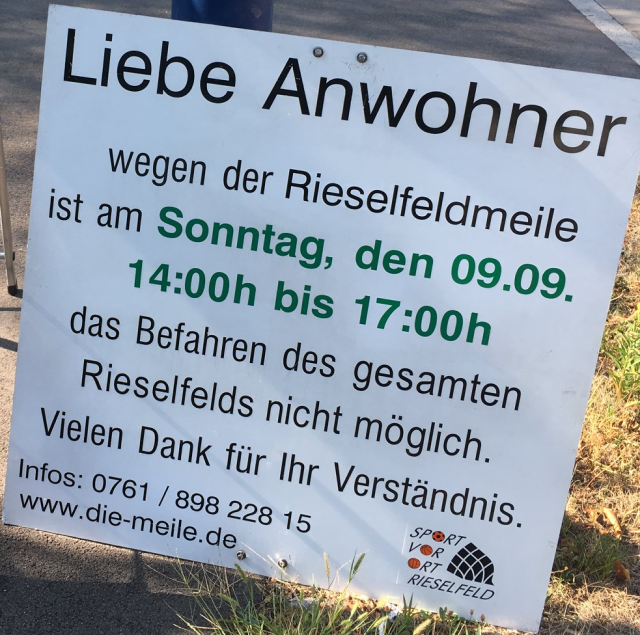 Liebe Anwohner
wegen der Rieselfeldmeile
ist am Sonntag, den 09.09.
14:00h bis 17:00h
das Befahren des gesamten
Rieselfelds nicht möglich.
Vielen Dank für Ihr Verständnis.
Infos: 0761 / 898 228 15
www.die-meile.de
SPORT
VOR
ORT
RIESELFELD